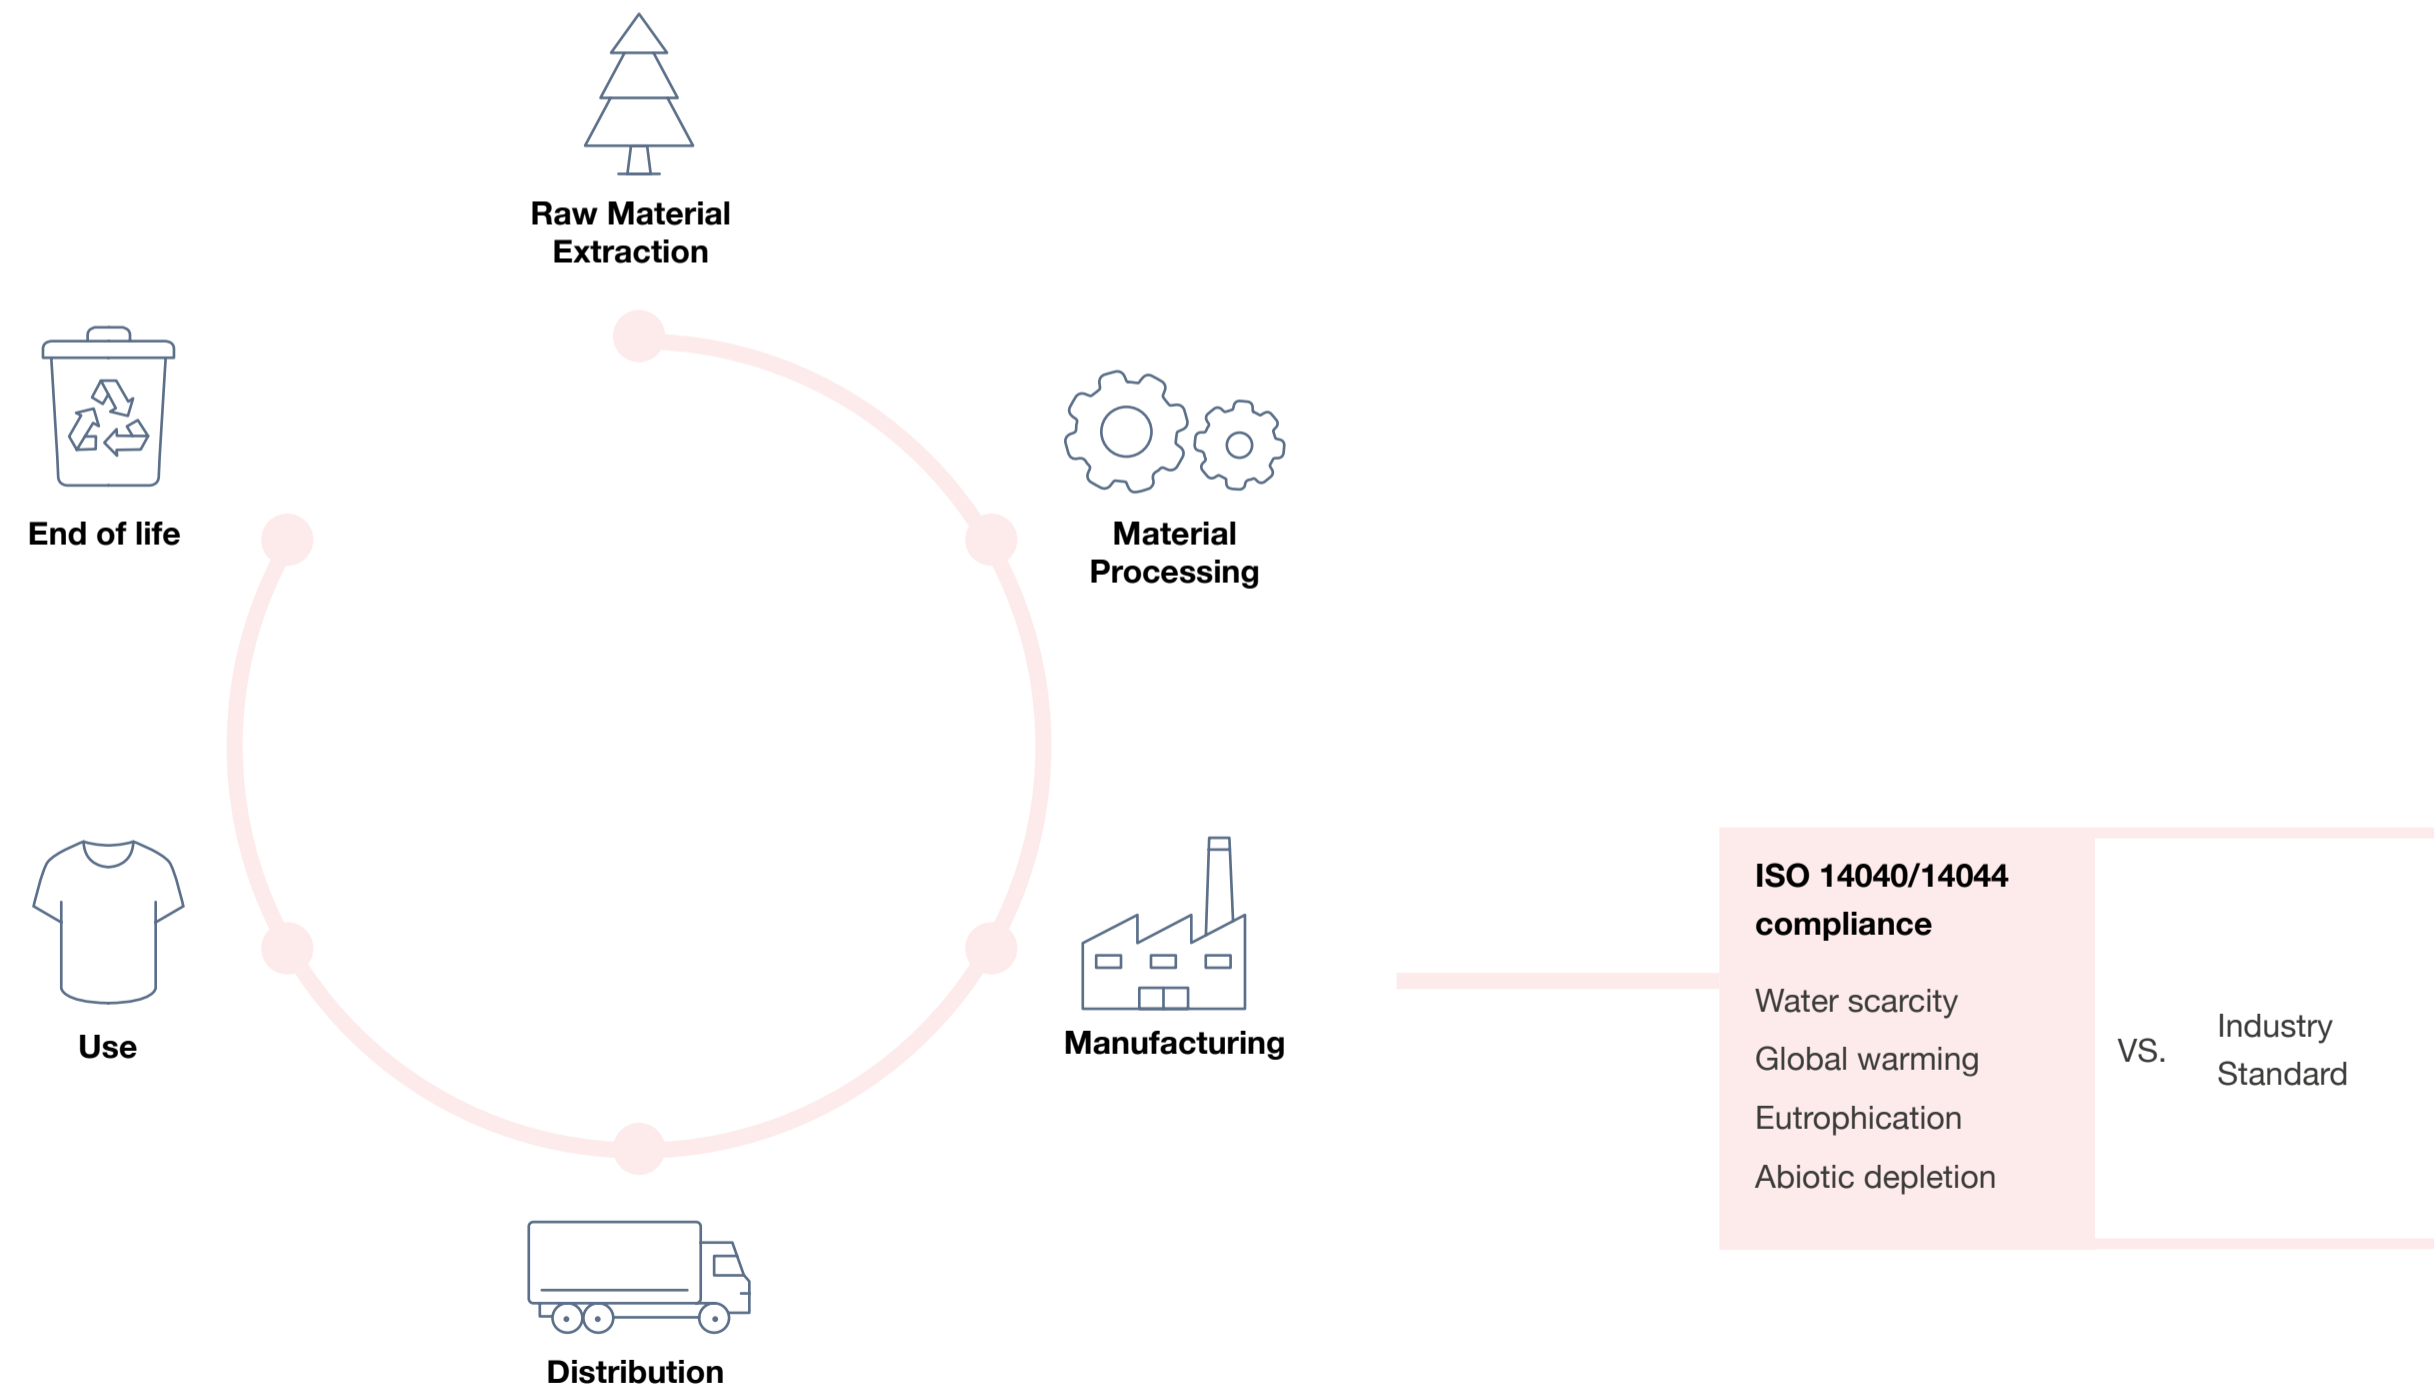 Raw Material
Extraction
End of life
Material
Processing
Use
Manufacturing
Distribution
ISO 14040/14044
compliance
Water scarcity
Global warming
Eutrophication
Abiotic depletion
VS.
Industry
Standard